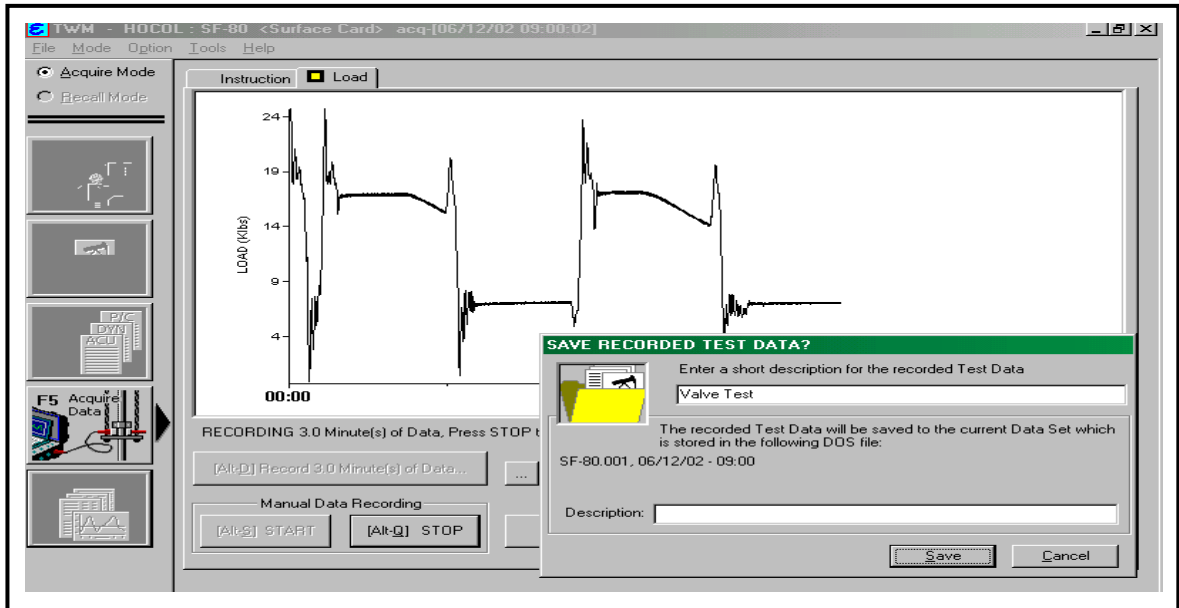 TWM - HOCOL : SF-80 <Surface Card> acq-[06/12/02 09:00:02]
File Mode Option Tools Help
Acquire Mode
Recall Mode
Instruction Load
24
19
14
9
4
LOAD (Klbs)
00:00
P/C
DYN
ACU
F5 Acquire
Data
RECORDING 3.0 Minute(s) of Data, Press STOP t
[Alt-D] Record 3.0 Minute(s) of Data...
...
Manual Data Recording
[Alt-S] START
[Alt-Q] STOP
SAVE RECORDED TEST DATA?
Enter a short description for the recorded Test Data
Valve Test
The recorded Test Data will be saved to the current Data Set which
is stored in the following DOS file:
SF-80.001, 06/12/02 - 09:00
Description:
Save Cancel